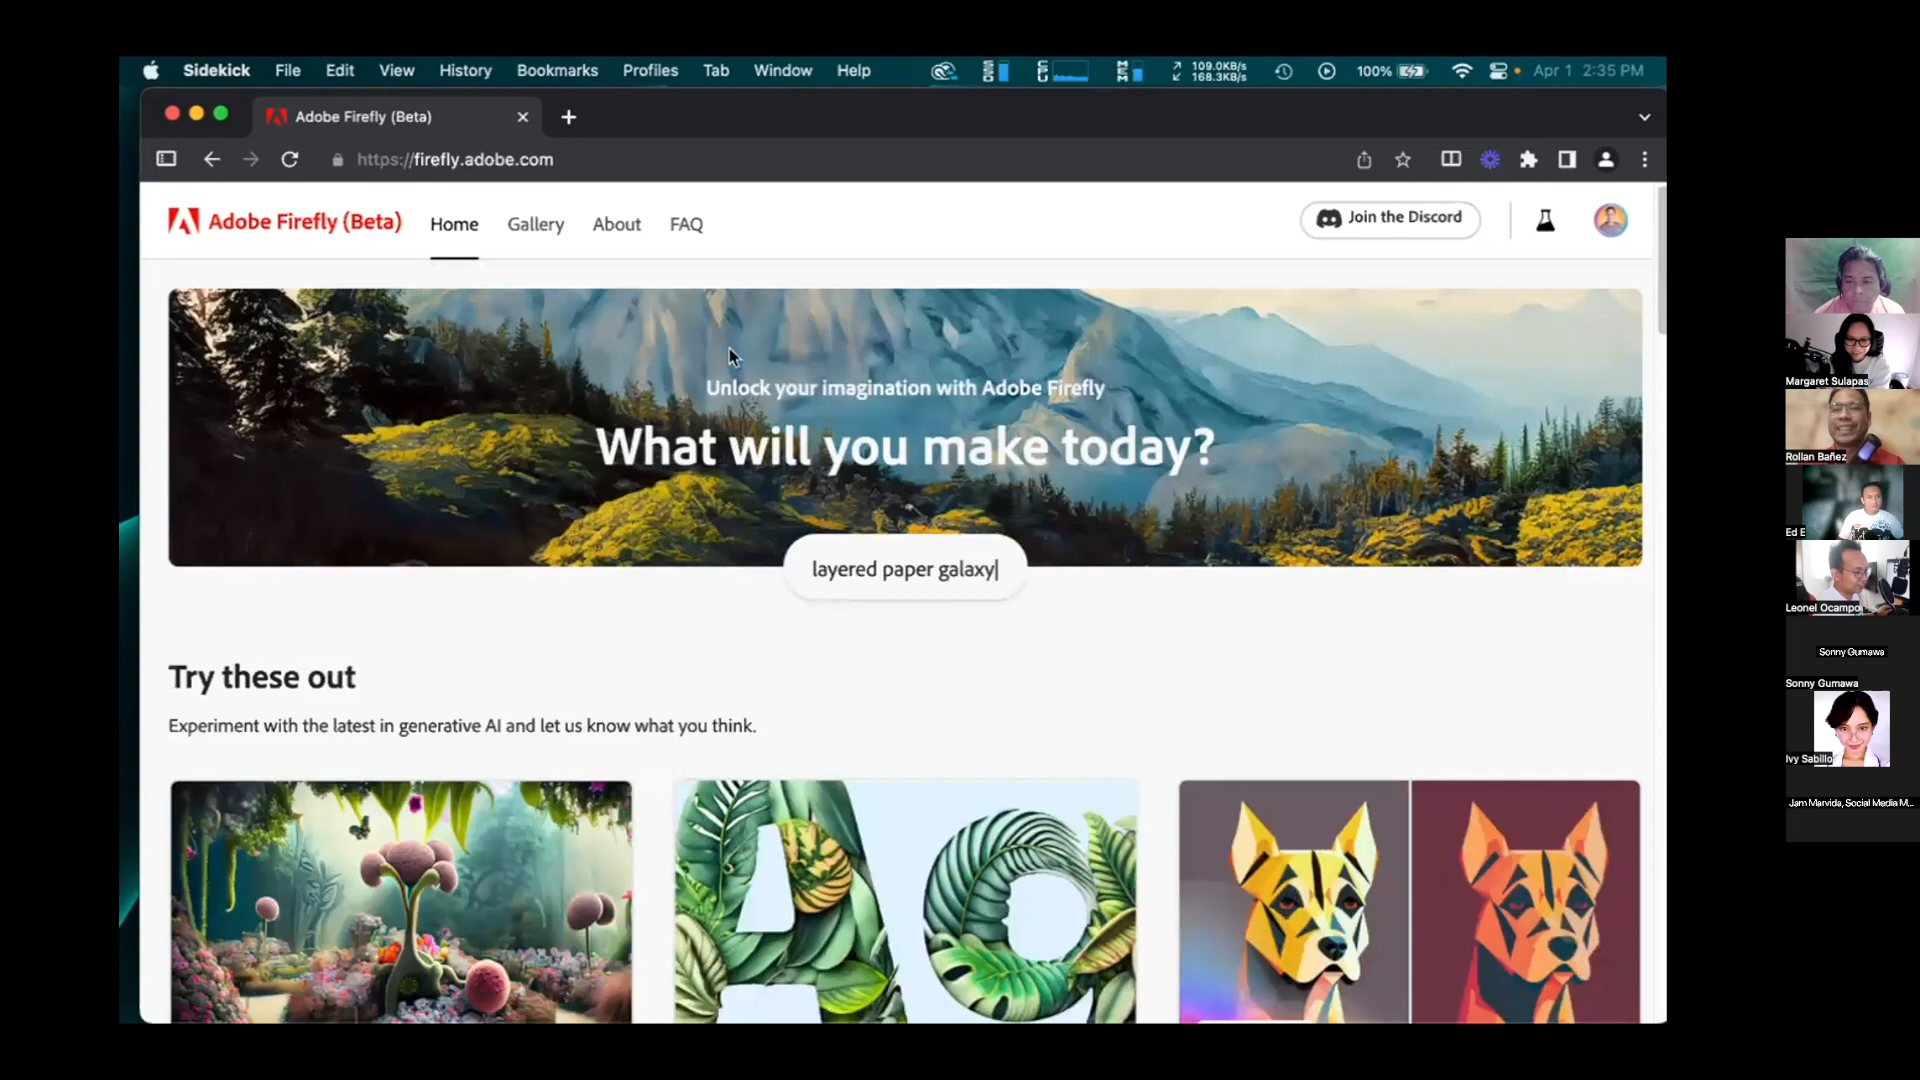 Sidekick File Edit View History Bookmarks Profiles Tab Window Help 109.0KB/s 100% Apr 1 2:35 PM
168.3KB/s
Adobe Firefly (Beta)
https://firefly.adobe.com
Adobe Firefly (Beta) Home Gallery About FAQ Join the Discord
Unlock your imagination with Adobe Firefly
What will you make today?
layered paper galaxy
Try these out
Experiment with the latest in generative AI and let us know what you think.
Margaret Sulapas
Rollan Bañez
Ed E
Leonel Ocampo
Sonny Gumawa
Sonny Gumawa
Ivy Sabillo
Jam Marvida, Social Media M...